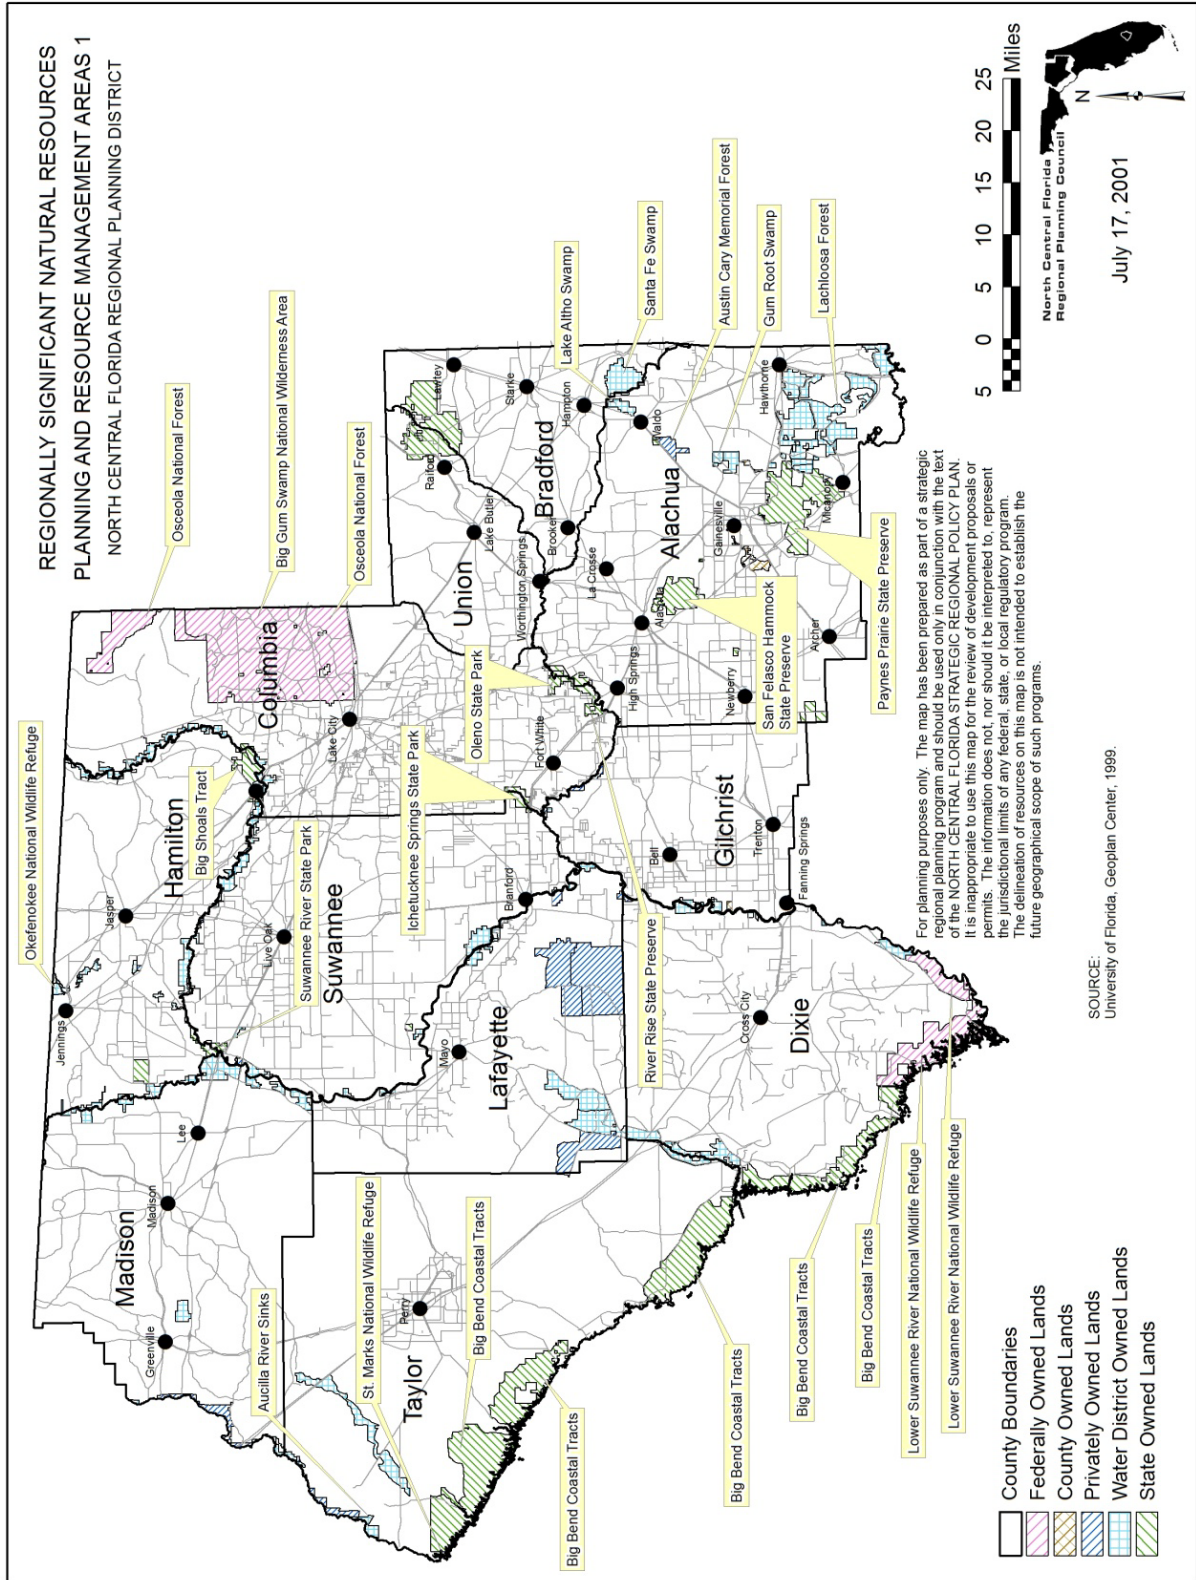 REGIONALLY SIGNIFICANT NATURAL RESOURCES
PLANNING AND RESOURCE MANAGEMENT AREAS 1
NORTH CENTRAL FLORIDA REGIONAL PLANNING DISTRICT
Okefenokee National Wildlife Refuge
Osceola National Forest
Big Gum Swamp National Wilderness Area
Osceola National Forest
Big Shoals Tract
Suwannee River State Park
Ichetucknee Springs State Park
Oleno State Park
Lake Altho Swamp
Santa Fe Swamp
Austin Cary Memorial Forest
Gum Root Swamp
Lachloosa Forest
San Felasco Hammock
State Preserve
Paynes Prairie State Preserve
River Rise State Preserve
Aucilla River Sinks
St. Marks National Wildlife Refuge
Big Bend Coastal Tracts
Big Bend Coastal Tracts
Big Bend Coastal Tracts
Big Bend Coastal Tracts
Big Bend Coastal Tracts
Lower Suwannee River National Wildlife Refuge
Lower Suwannee River National Wildlife Refuge
Madison
Greenville
Madison
Lee
Hamilton
Jennings
Jasper
Columbia
Lake City
Fort White
Suwannee
Live Oak
Branford
Taylor
Perry
Lafayette
Mayo
Dixie
Cross City
Gilchrist
Bell
Trenton
Fanning Springs
Union
Raiford
Lake Butler
Worthington Springs
Bradford
Lawtey
Starke
Hampton
Brooker
Alachua
Waldo
La Crosse
Alachua
High Springs
Newberry
Archer
Gainesville
Micanopy
Hawthorne
For planning purposes only. The map has been prepared as part of a strategic
regional planning program and should be used only in conjunction with the text
of the NORTH CENTRAL FLORIDA STRATEGIC REGIONAL POLICY PLAN.
It is inappropriate to use this map for the review of development proposals or
permits. The information does not, nor should it be interpreted to, represent
the jurisdictional limits of any federal, state, or local regulatory program.
The delineation of resources on this map is not intended to establish the
future geographical scope of such programs.
SOURCE:
University of Florida, Geoplan Center, 1999.
County Boundaries
Federally Owned Lands
County Owned Lands
Privately Owned Lands
Water District Owned Lands
State Owned Lands
5 0 5 10 15 20 25
Miles
North Central Florida
Regional Planning Council
N
July 17, 2001